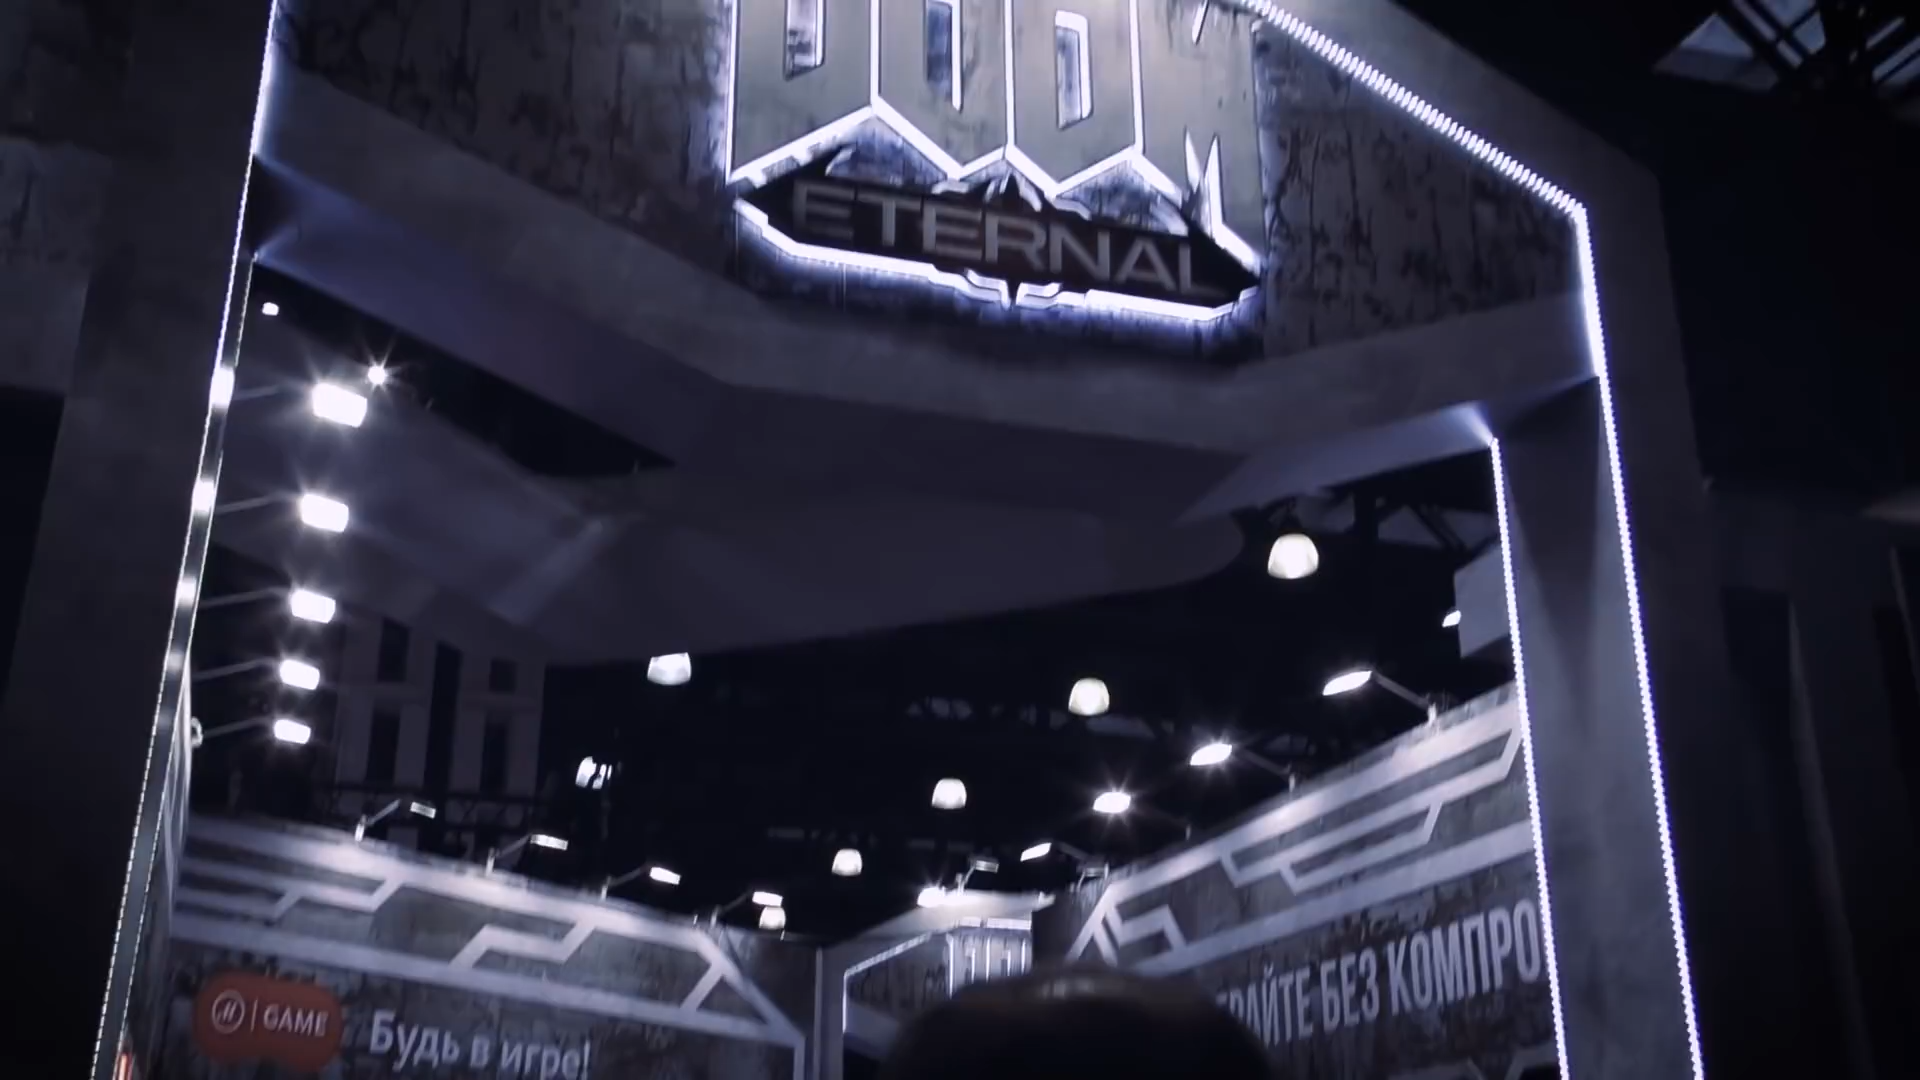 DOOM
ETERNAL
РАЙТЕ БЕЗ КОМПРО
GAME
Будь в игре!